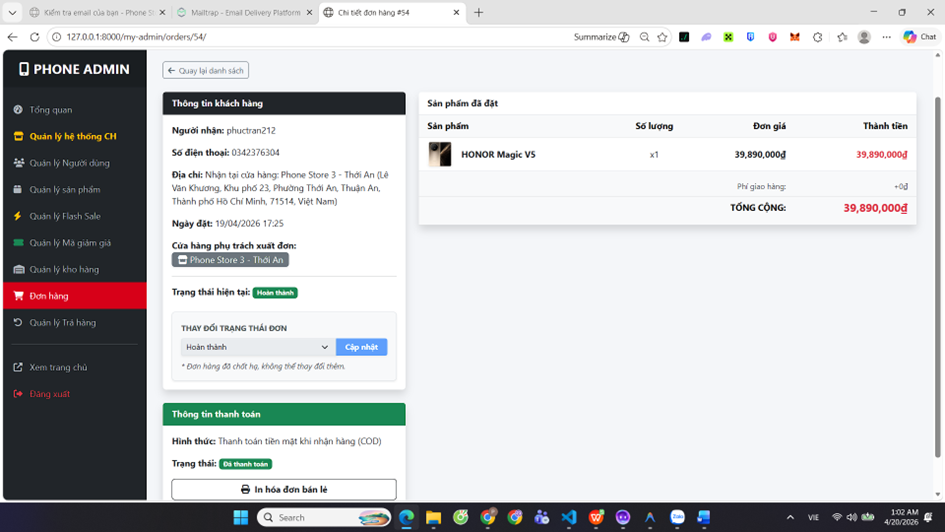 Kiểm tra email của bạn - Phone St
Mailtrap - Email Delivery Platform
Chi tiết đơn hàng #54
127.0.0.1:8000/my-admin/orders/54/
Summarize
Chat
PHONE ADMIN
Tổng quan
Quản lý hệ thống CH
Quản lý Người dùng
Quản lý sản phẩm
Quản lý Flash Sale
Quản lý Mã giảm giá
Quản lý kho hàng
Đơn hàng
Quản lý Trả hàng
Xem trang chủ
Đăng xuất
Quay lại danh sách
Thông tin khách hàng
Người nhận: phuctran212
Số điện thoại: 0342376304
Địa chỉ: Nhận tại cửa hàng: Phone Store 3 - Thới An (Lê
Văn Khương, Khu phố 23, Phường Thới An, Thuận An,
Thành phố Hồ Chí Minh, 71514, Việt Nam)
Ngày đặt: 19/04/2026 17:25
Cửa hàng phụ trách xuất đơn:
Phone Store 3 - Thới An
Trạng thái hiện tại: Hoàn thành
THAY ĐỔI TRẠNG THÁI ĐƠN
Hoàn thành
Cập nhật
* Đơn hàng đã chốt hạ, không thể thay đổi thêm.
Thông tin thanh toán
Hình thức: Thanh toán tiền mặt khi nhận hàng (COD)
Trạng thái: Đã thanh toán
In hóa đơn bán lẻ
Sản phẩm đã đặt
Sản phẩm Số lượng Đơn giá Thành tiền
HONOR Magic V5 x1 39,890,000₫ 39,890,000₫
Phí giao hàng: +0₫
TỔNG CỘNG: 39,890,000₫
Search
VIE
1:02 AM
4/20/2026